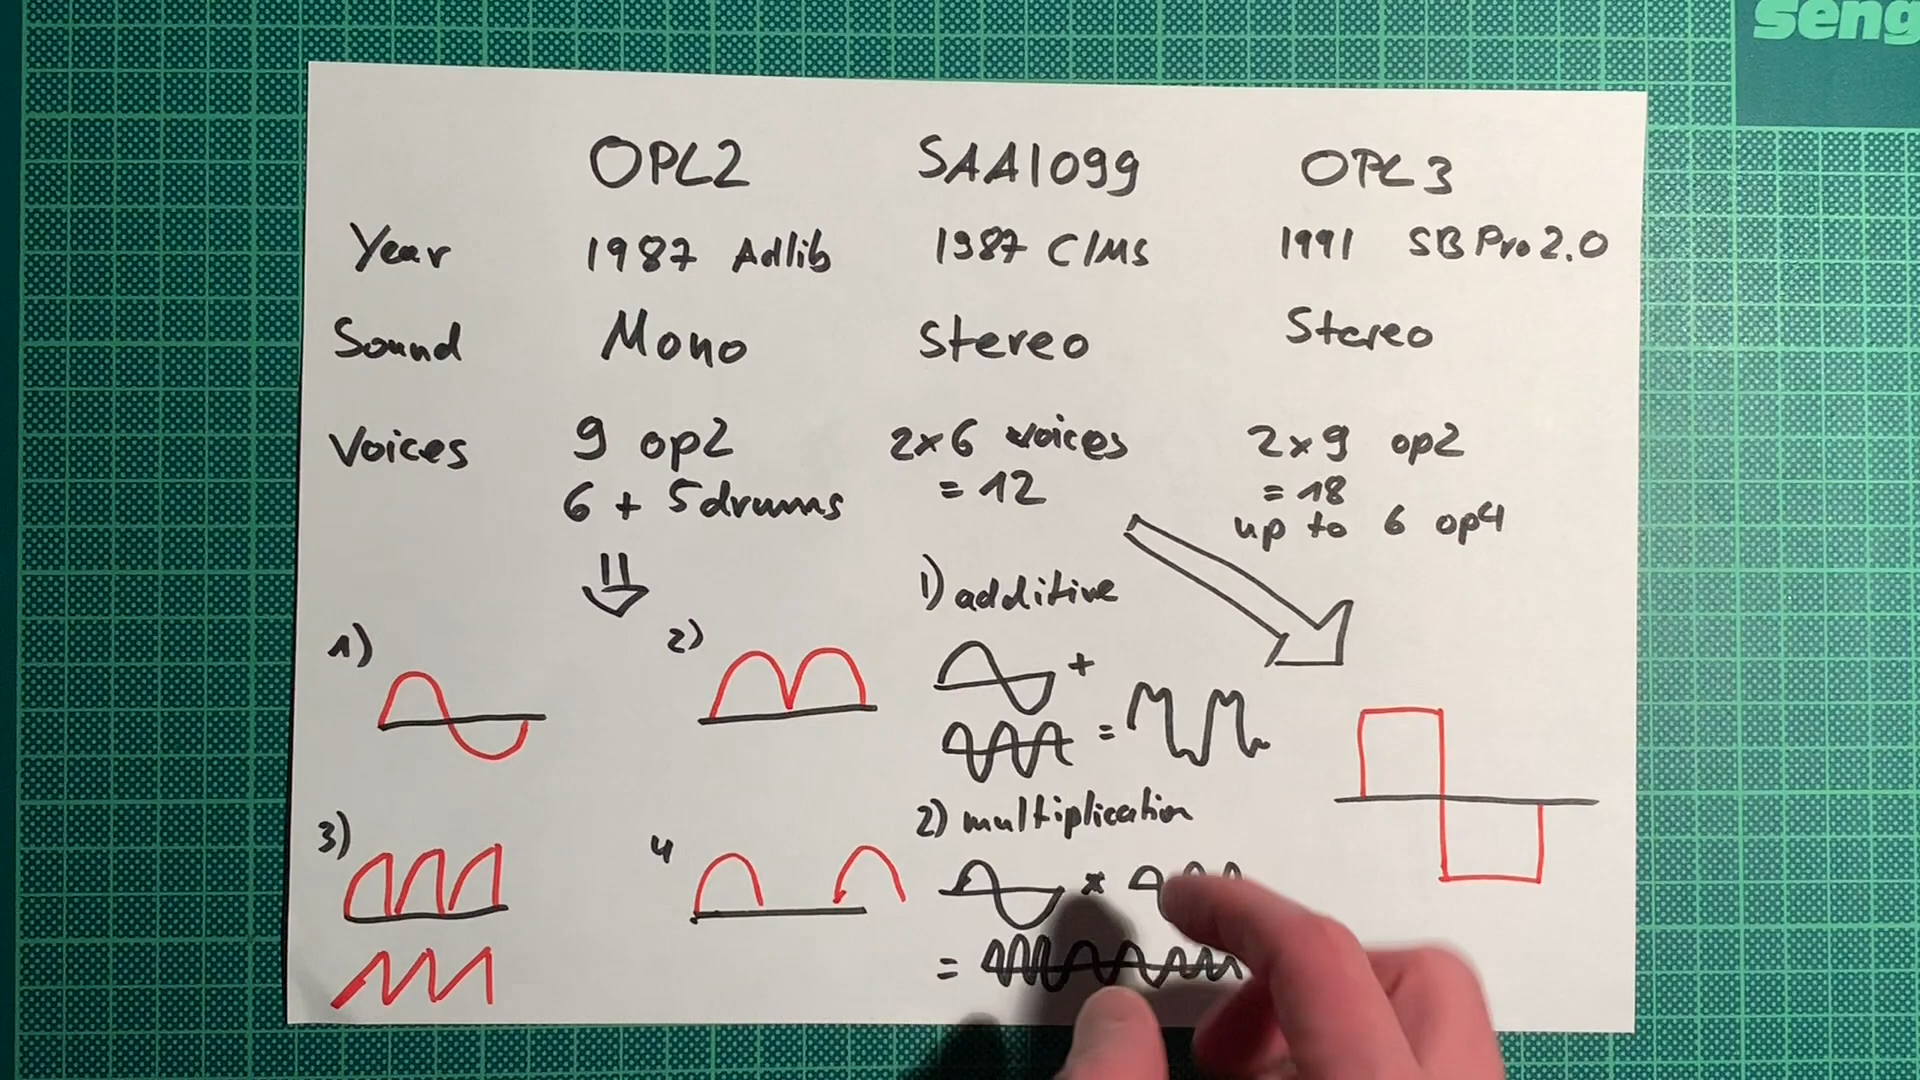 seng
OPL2 SAA1099 OPL3
Year 1987 Adlib 1987 C/MS 1991 SB Pro 2.0
Sound Mono Stereo Stereo
Voices 9 op2 2x6 voices 2x9 op2
6 + 5 drums = 12 = 18
up to 6 op4
1) additive
1) 2)
+
=
2) multiplication
3) 4
*
=